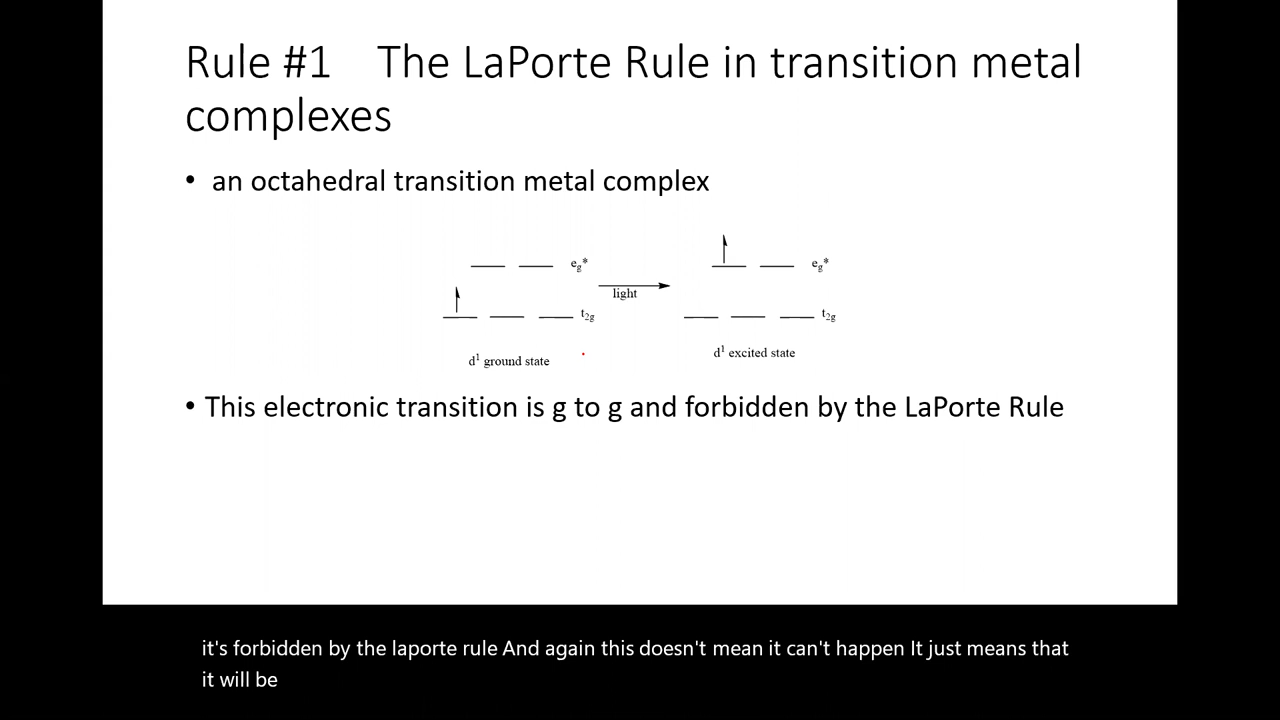 Rule #1 The LaPorte Rule in transition metal
complexes
• an octahedral transition metal complex
eg* eg*
light
t2g t2g
d1 ground state d1 excited state
• This electronic transition is g to g and forbidden by the LaPorte Rule
it's forbidden by the laporte rule And again this doesn't mean it can't happen It just means that
it will be